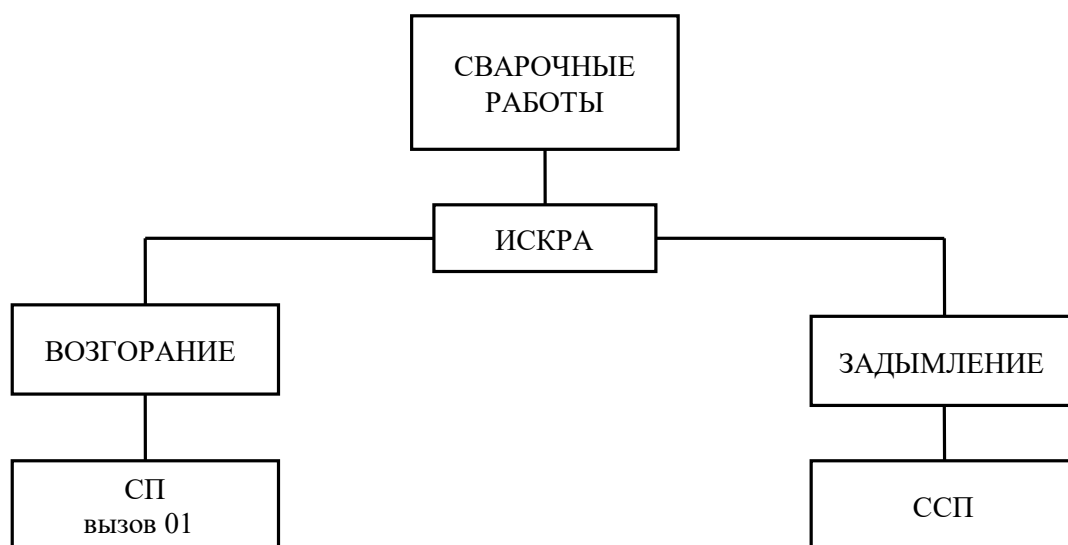 СВАРОЧНЫЕ
РАБОТЫ
ИСКРА
ВОЗГОРАНИЕ
ЗАДЫМЛЕНИЕ
СП
вызов 01
ССП